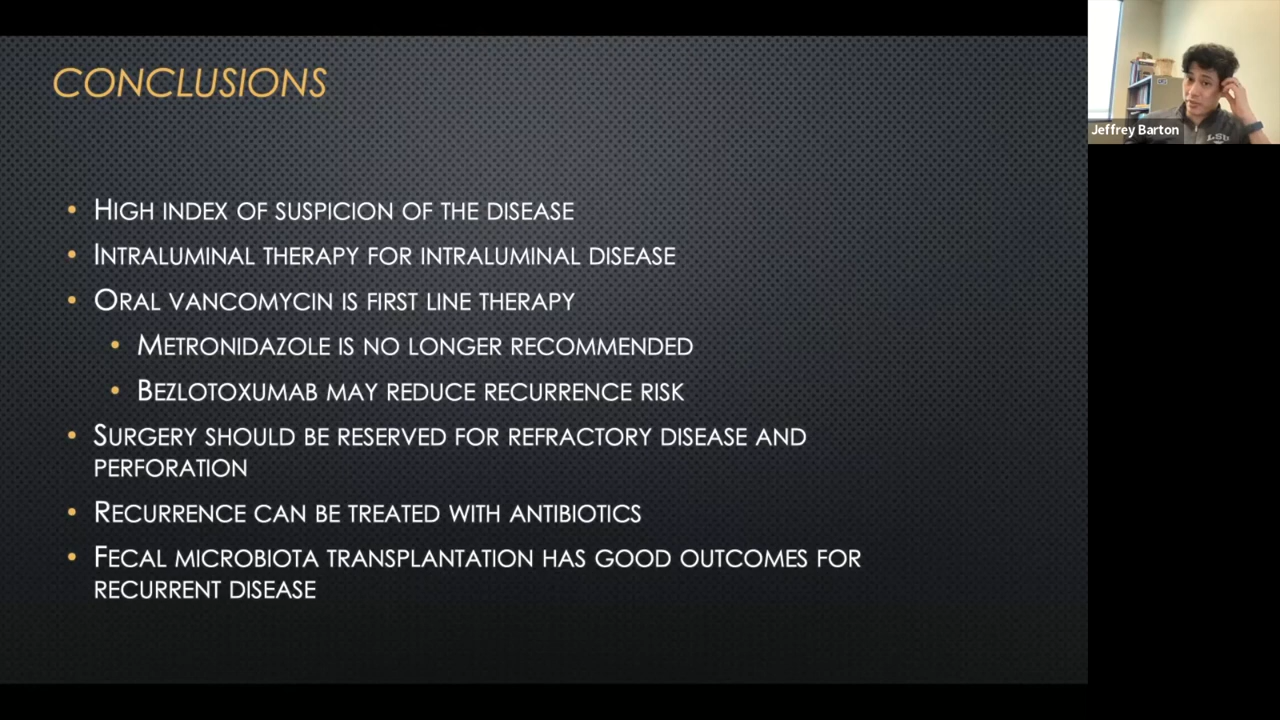 CONCLUSIONS
• HIGH INDEX OF SUSPICION OF THE DISEASE
• INTRALUMINAL THERAPY FOR INTRALUMINAL DISEASE
• ORAL VANCOMYCIN IS FIRST LINE THERAPY
• METRONIDAZOLE IS NO LONGER RECOMMENDED
• BEZLOTOXUMAB MAY REDUCE RECURRENCE RISK
• SURGERY SHOULD BE RESERVED FOR REFRACTORY DISEASE AND
PERFORATION
• RECURRENCE CAN BE TREATED WITH ANTIBIOTICS
• FECAL MICROBIOTA TRANSPLANTATION HAS GOOD OUTCOMES FOR
RECURRENT DISEASE
Jeffrey Barton
LSU